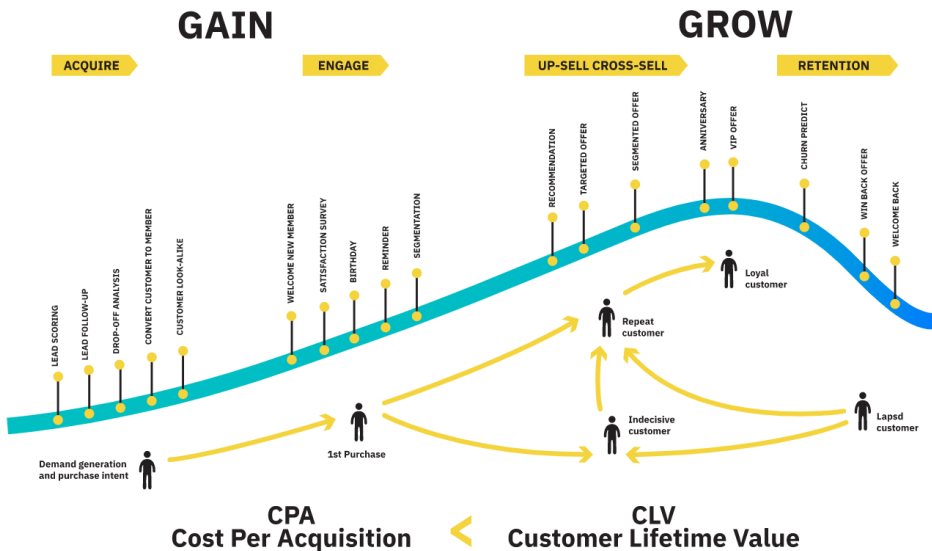 GAIN
GROW
ACQUIRE
ENGAGE
UP-SELL CROSS-SELL
RETENTION
LEAD SCORING
LEAD FOLLOW-UP
DROP-OFF ANALYSIS
CONVERT CUSTOMER TO MEMBER
CUSTOMER LOOK-ALIKE
WELCOME NEW MEMBER
SATISFACTION SURVEY
BIRTHDAY
REMINDER
SEGMENTATION
RECOMMENDATION
TARGETED OFFER
SEGMENTED OFFER
ANNIVERSARY
VIP OFFER
CHURN PREDICT
WIN BACK OFFER
WELCOME BACK
Loyal
customer
Repeat
customer
Indecisive
customer
Lapsd
customer
1st Purchase
Demand generation
and purchase intent
CPA
Cost Per Acquisition
<
CLV
Customer Lifetime Value